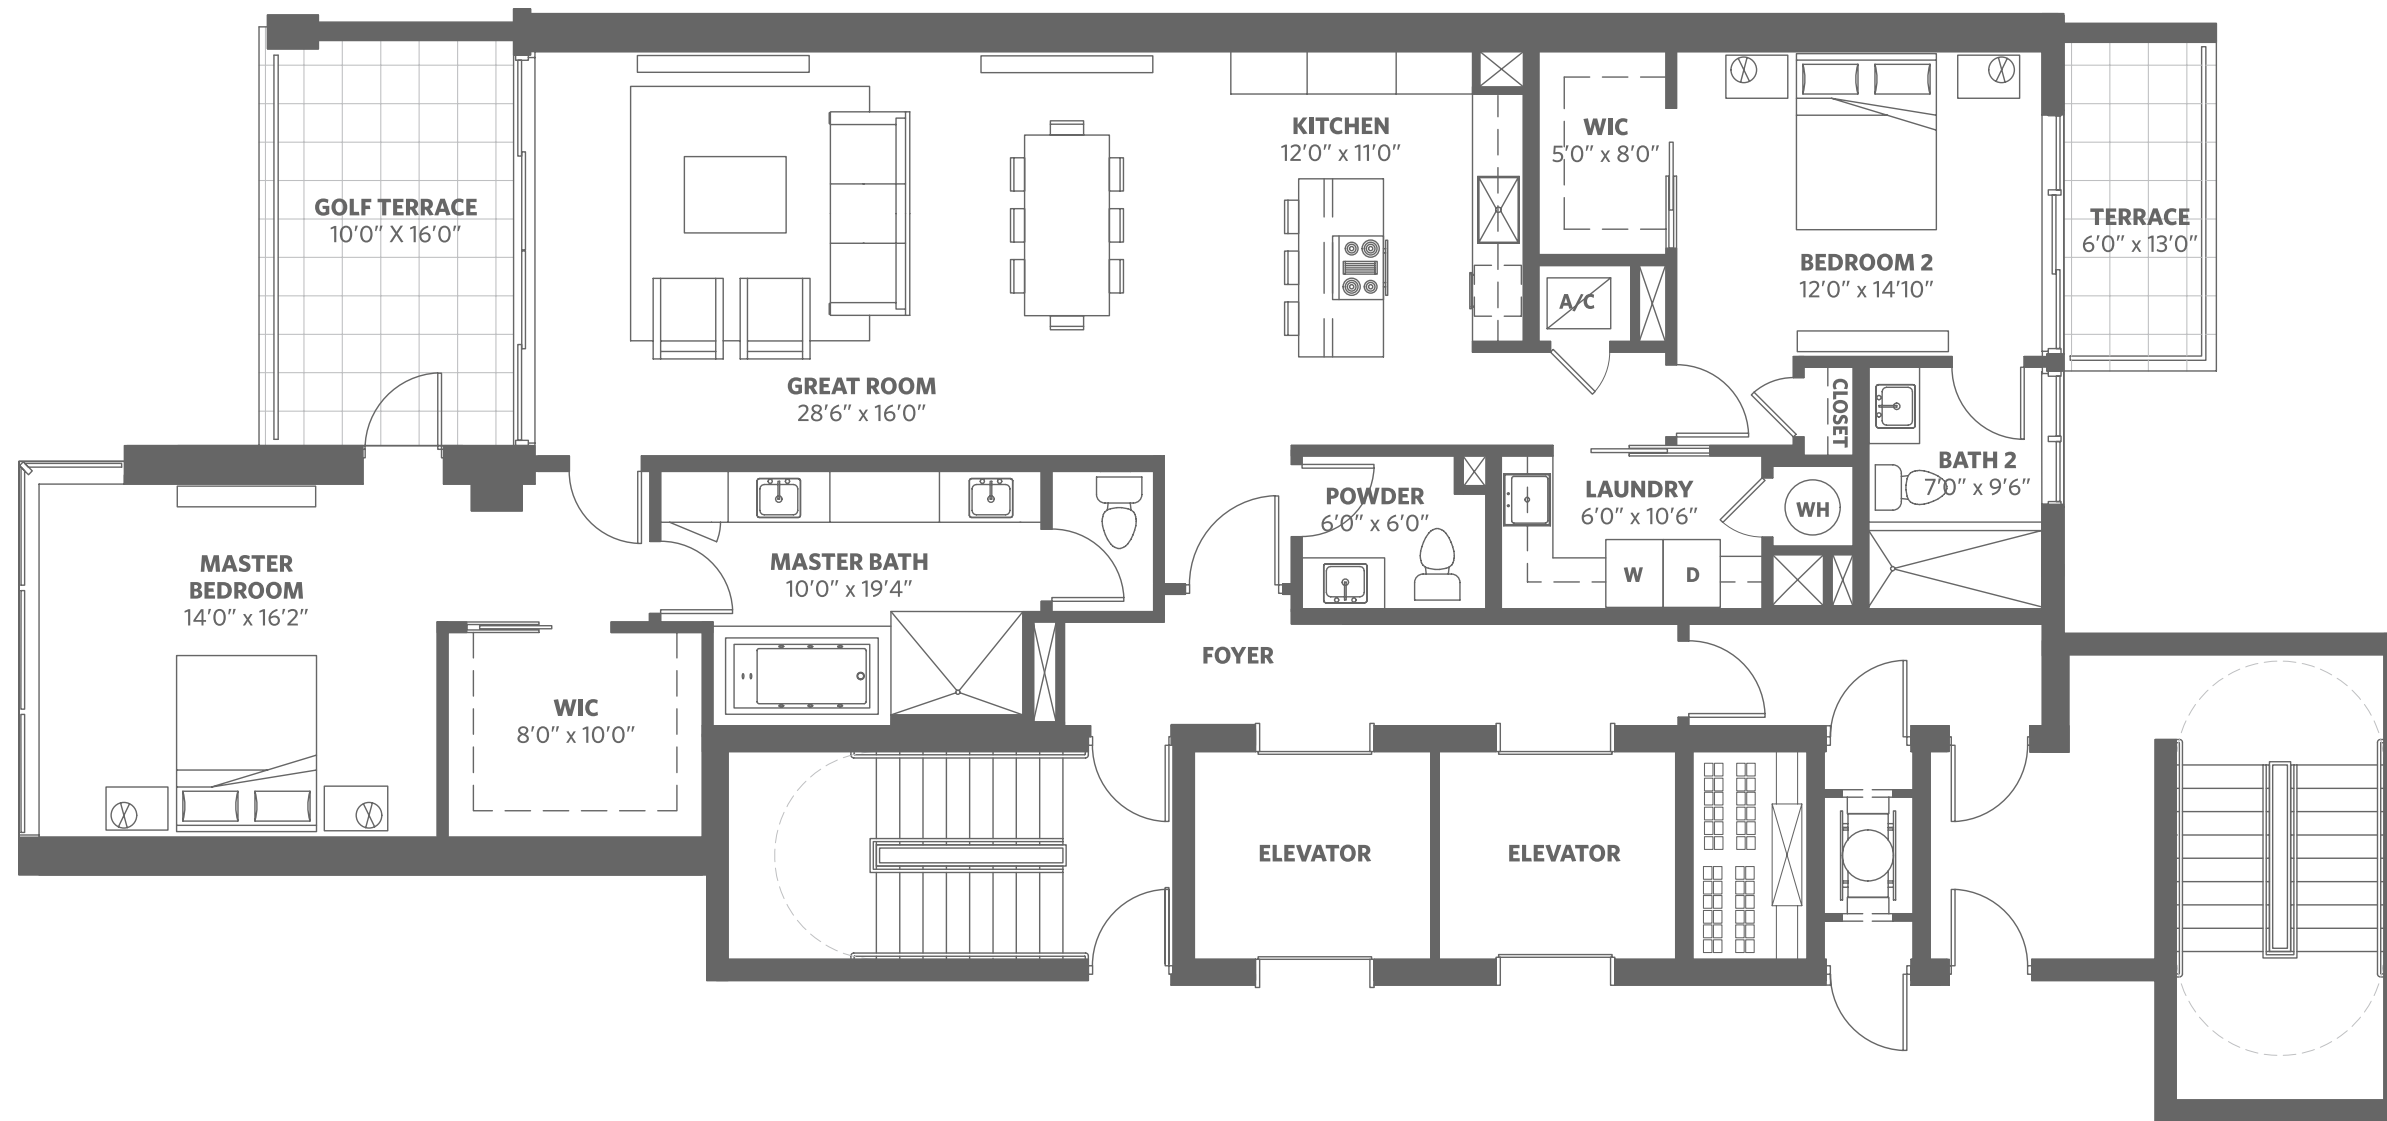 GOLF TERRACE
10'0" X 16'0"
GREAT ROOM
28'6" x 16'0"
KITCHEN
12'0" x 11'0"
WIC
5'0" x 8'0"
A/C
BEDROOM 2
12'0" x 14'10"
TERRACE
6'0" x 13'0"
CLOSET
BATH 2
7'0" x 9'6"
MASTER
BEDROOM
14'0" x 16'2"
MASTER BATH
10'0" x 19'4"
POWDER
6'0" x 6'0"
LAUNDRY
6'0" x 10'6"
WH
W
D
WIC
8'0" x 10'0"
FOYER
ELEVATOR
ELEVATOR